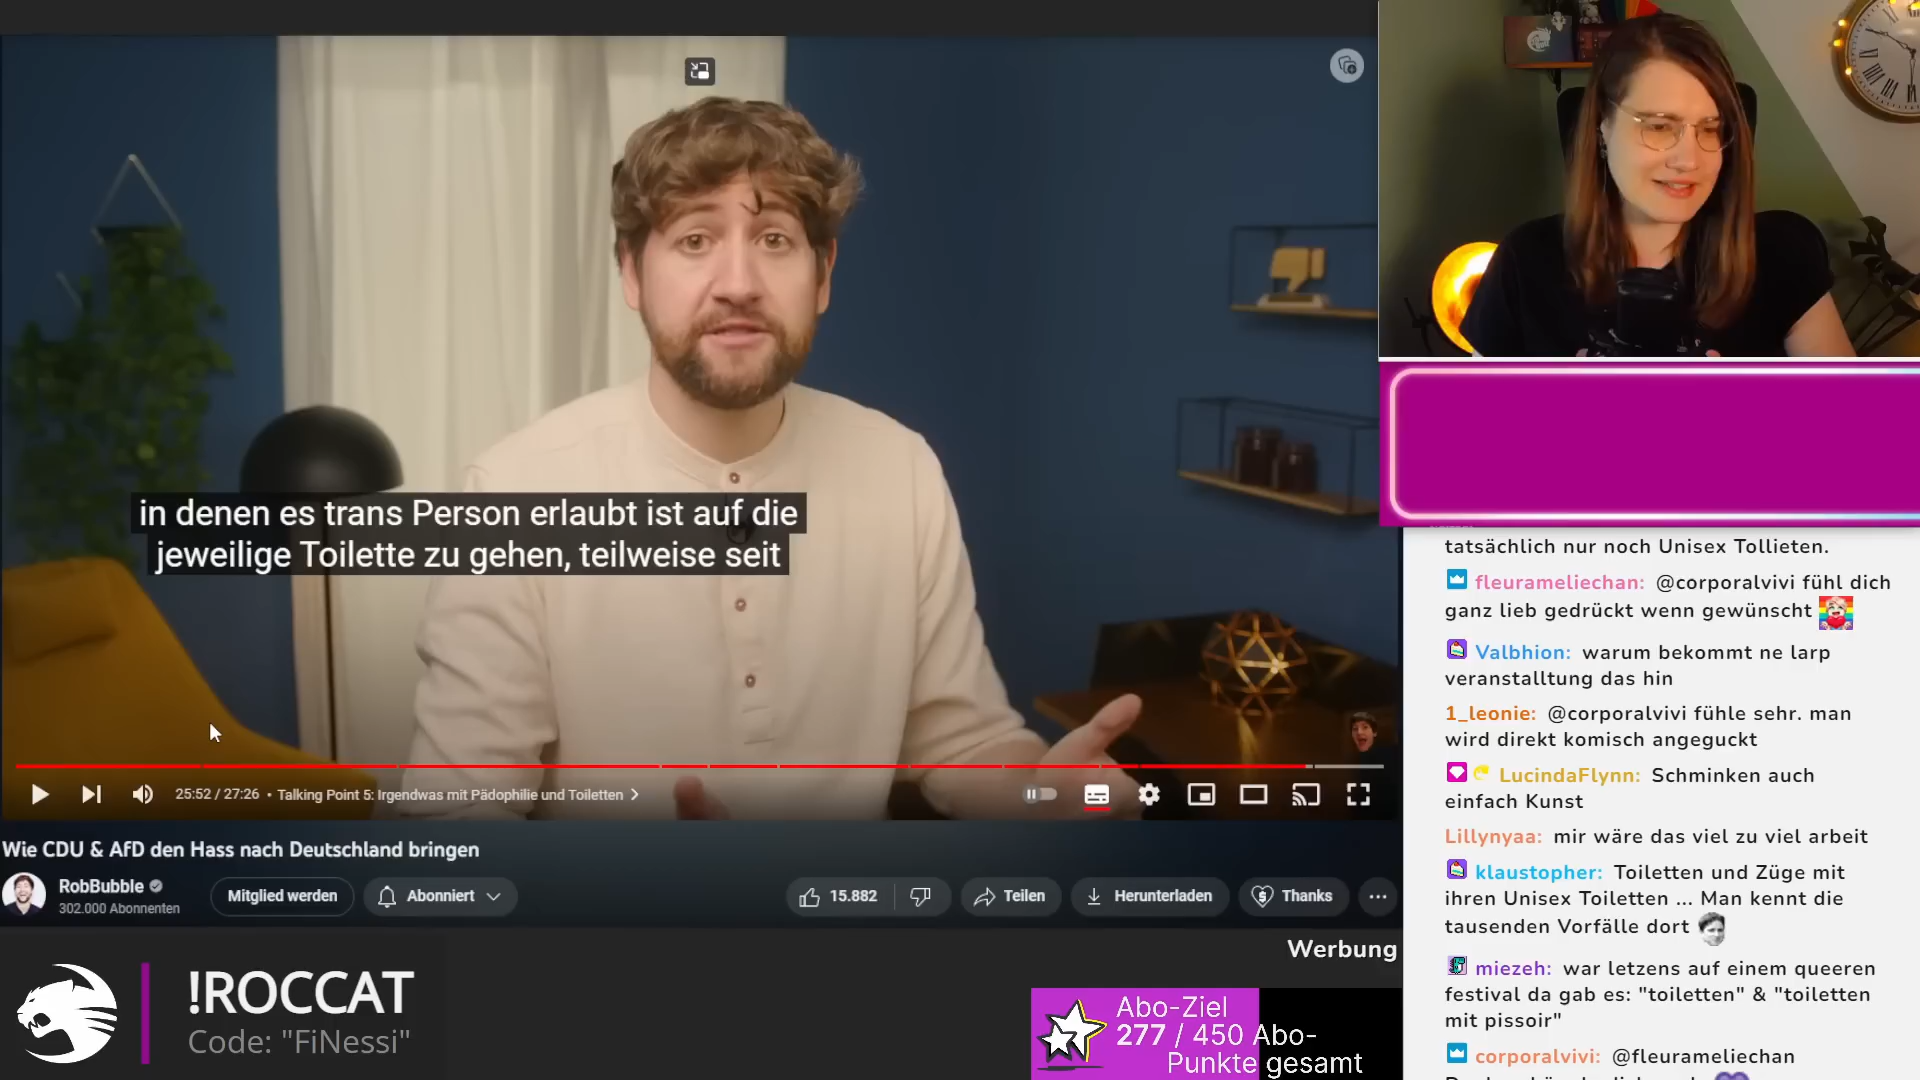 in denen es trans Person erlaubt ist auf die
jeweilige Toilette zu gehen, teilweise seit
25:52 / 27:26 • Talking Point 5: Irgendwas mit Pädophilie und Toiletten
Wie CDU & AfD den Hass nach Deutschland bringen
RobBubble
302.000 Abonnenten
Mitglied werden
Abonniert
15.882
Teilen
Herunterladen
Thanks
Werbung
!ROCCAT
Code: "FiNessi"
Abo-Ziel
277 / 450 Abo-
Punkte gesamt
tatsächlich nur noch Unisex Tollieten.
fleurameliechan: @corporalvivi fühl dich
ganz lieb gedrückt wenn gewünscht
Valbhion: warum bekommt ne larp
veranstalltung das hin
1_leonie: @corporalvivi fühle sehr. man
wird direkt komisch angeguckt
LucindaFlynn: Schminken auch
einfach Kunst
Lillynyaa: mir wäre das viel zu viel arbeit
klaustopher: Toiletten und Züge mit
ihren Unisex Toiletten ... Man kennt die
tausenden Vorfälle dort
miezeh: war letzens auf einem queeren
festival da gab es: "toiletten" & "toiletten
mit pissoir"
corporalvivi: @fleurameliechan